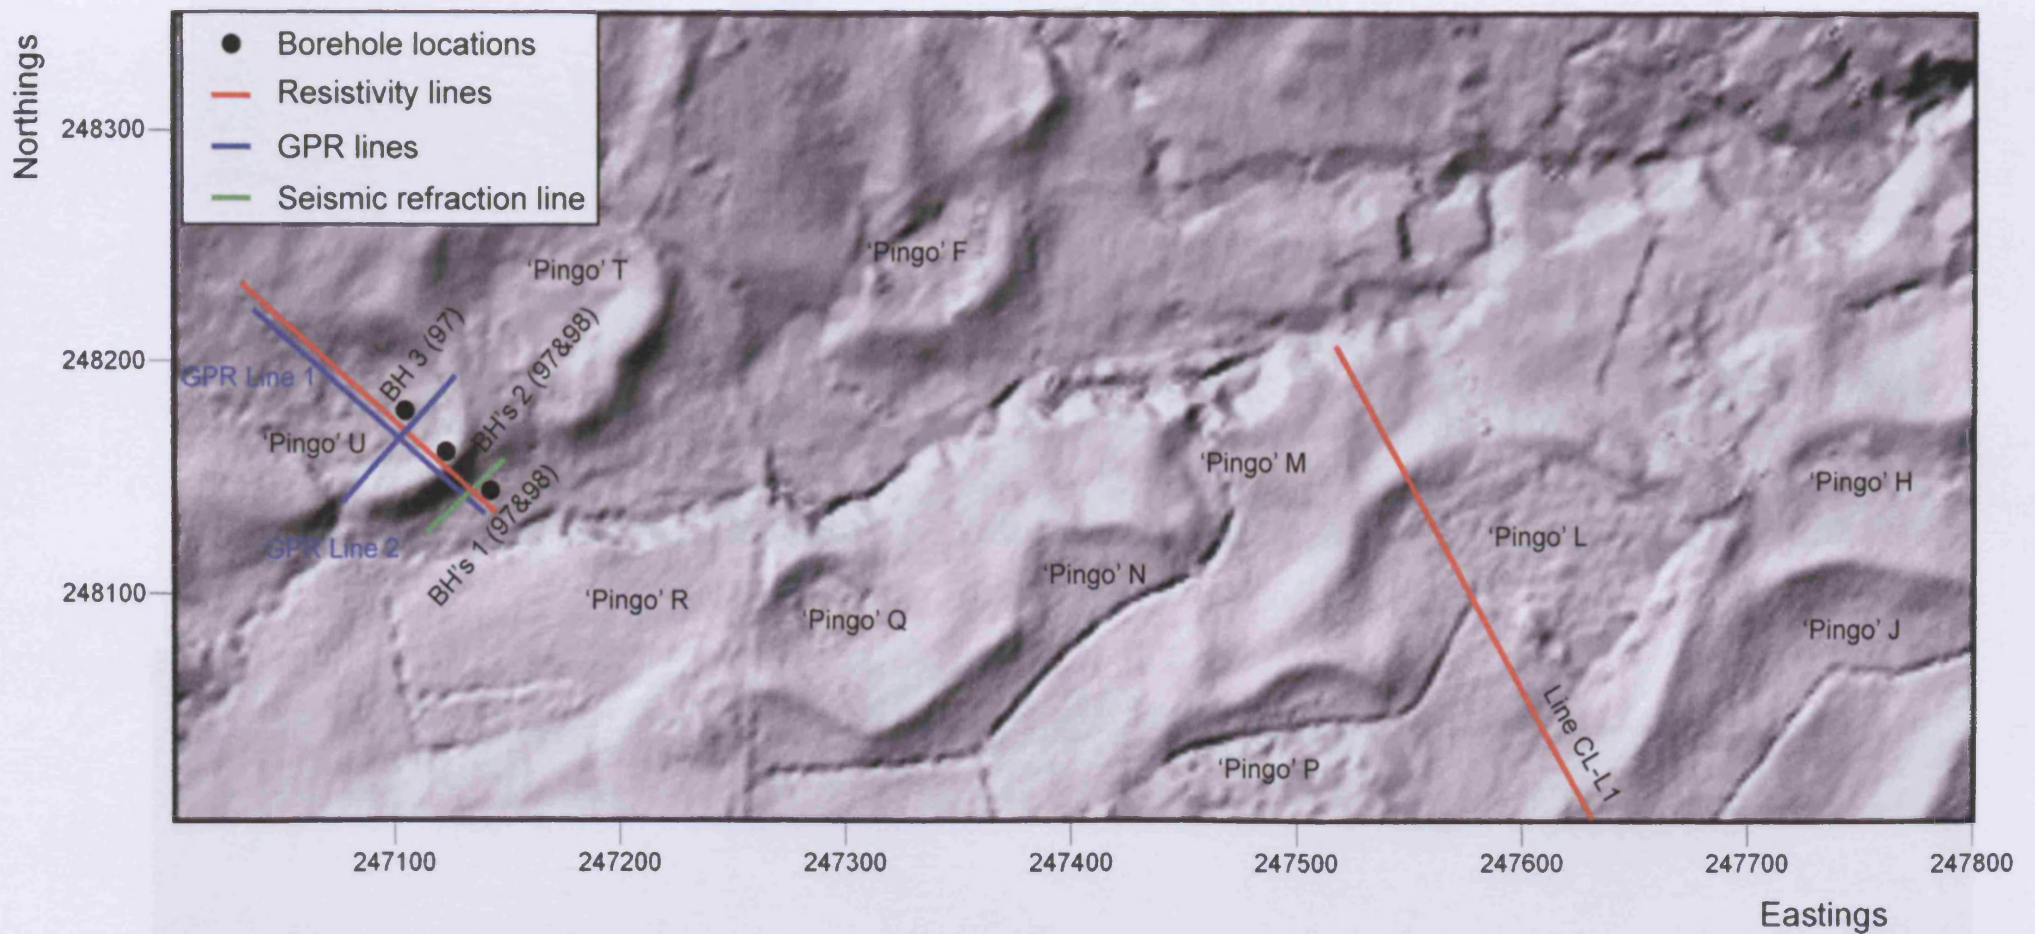 Northings
Borehole locations
Resistivity lines
GPR lines
Seismic refraction line
248300
248200
248100
'Pingo' T
'Pingo' F
GPR Line 1
BH 3 (97)
BH's 2 (97&98)
'Pingo' U
'Pingo' M
'Pingo' H
GPR Line 2
BH's 1 (97&98)
'Pingo' L
'Pingo' N
'Pingo' R
'Pingo' Q
'Pingo' J
Line CL-L1
'Pingo' P
247100
247200
247300
247400
247500
247600
247700
247800
Eastings